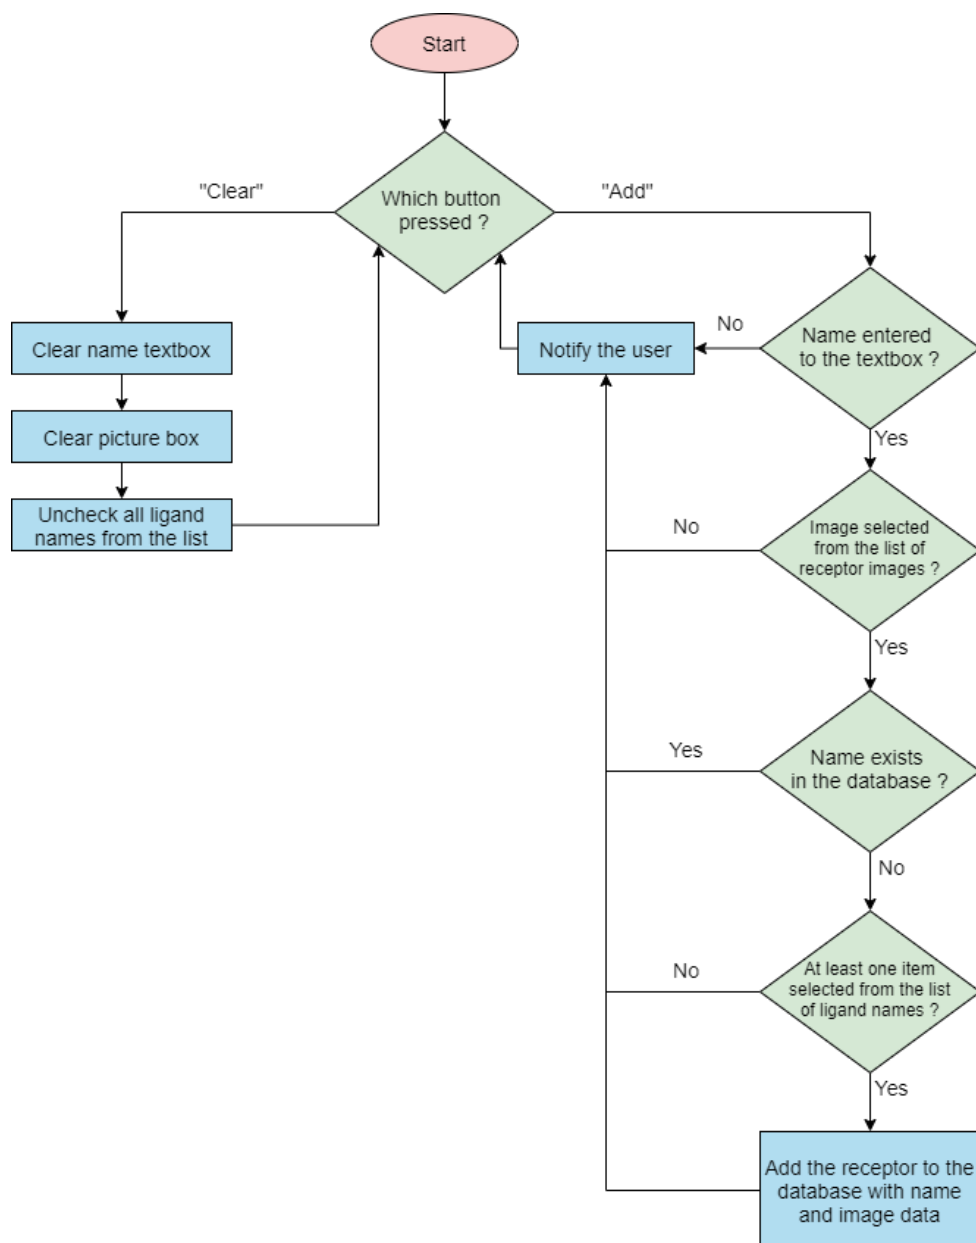 Start
Which button
pressed ?
"Clear"
"Add"
Clear name textbox
Clear picture box
Uncheck all ligand
names from the list
Notify the user
No
Name entered
to the textbox ?
Yes
No
Image selected
from the list of
receptor images ?
Yes
Yes
Name exists
in the database ?
No
No
At least one item
selected from the list
of ligand names ?
Yes
Add the receptor to the
database with name
and image data